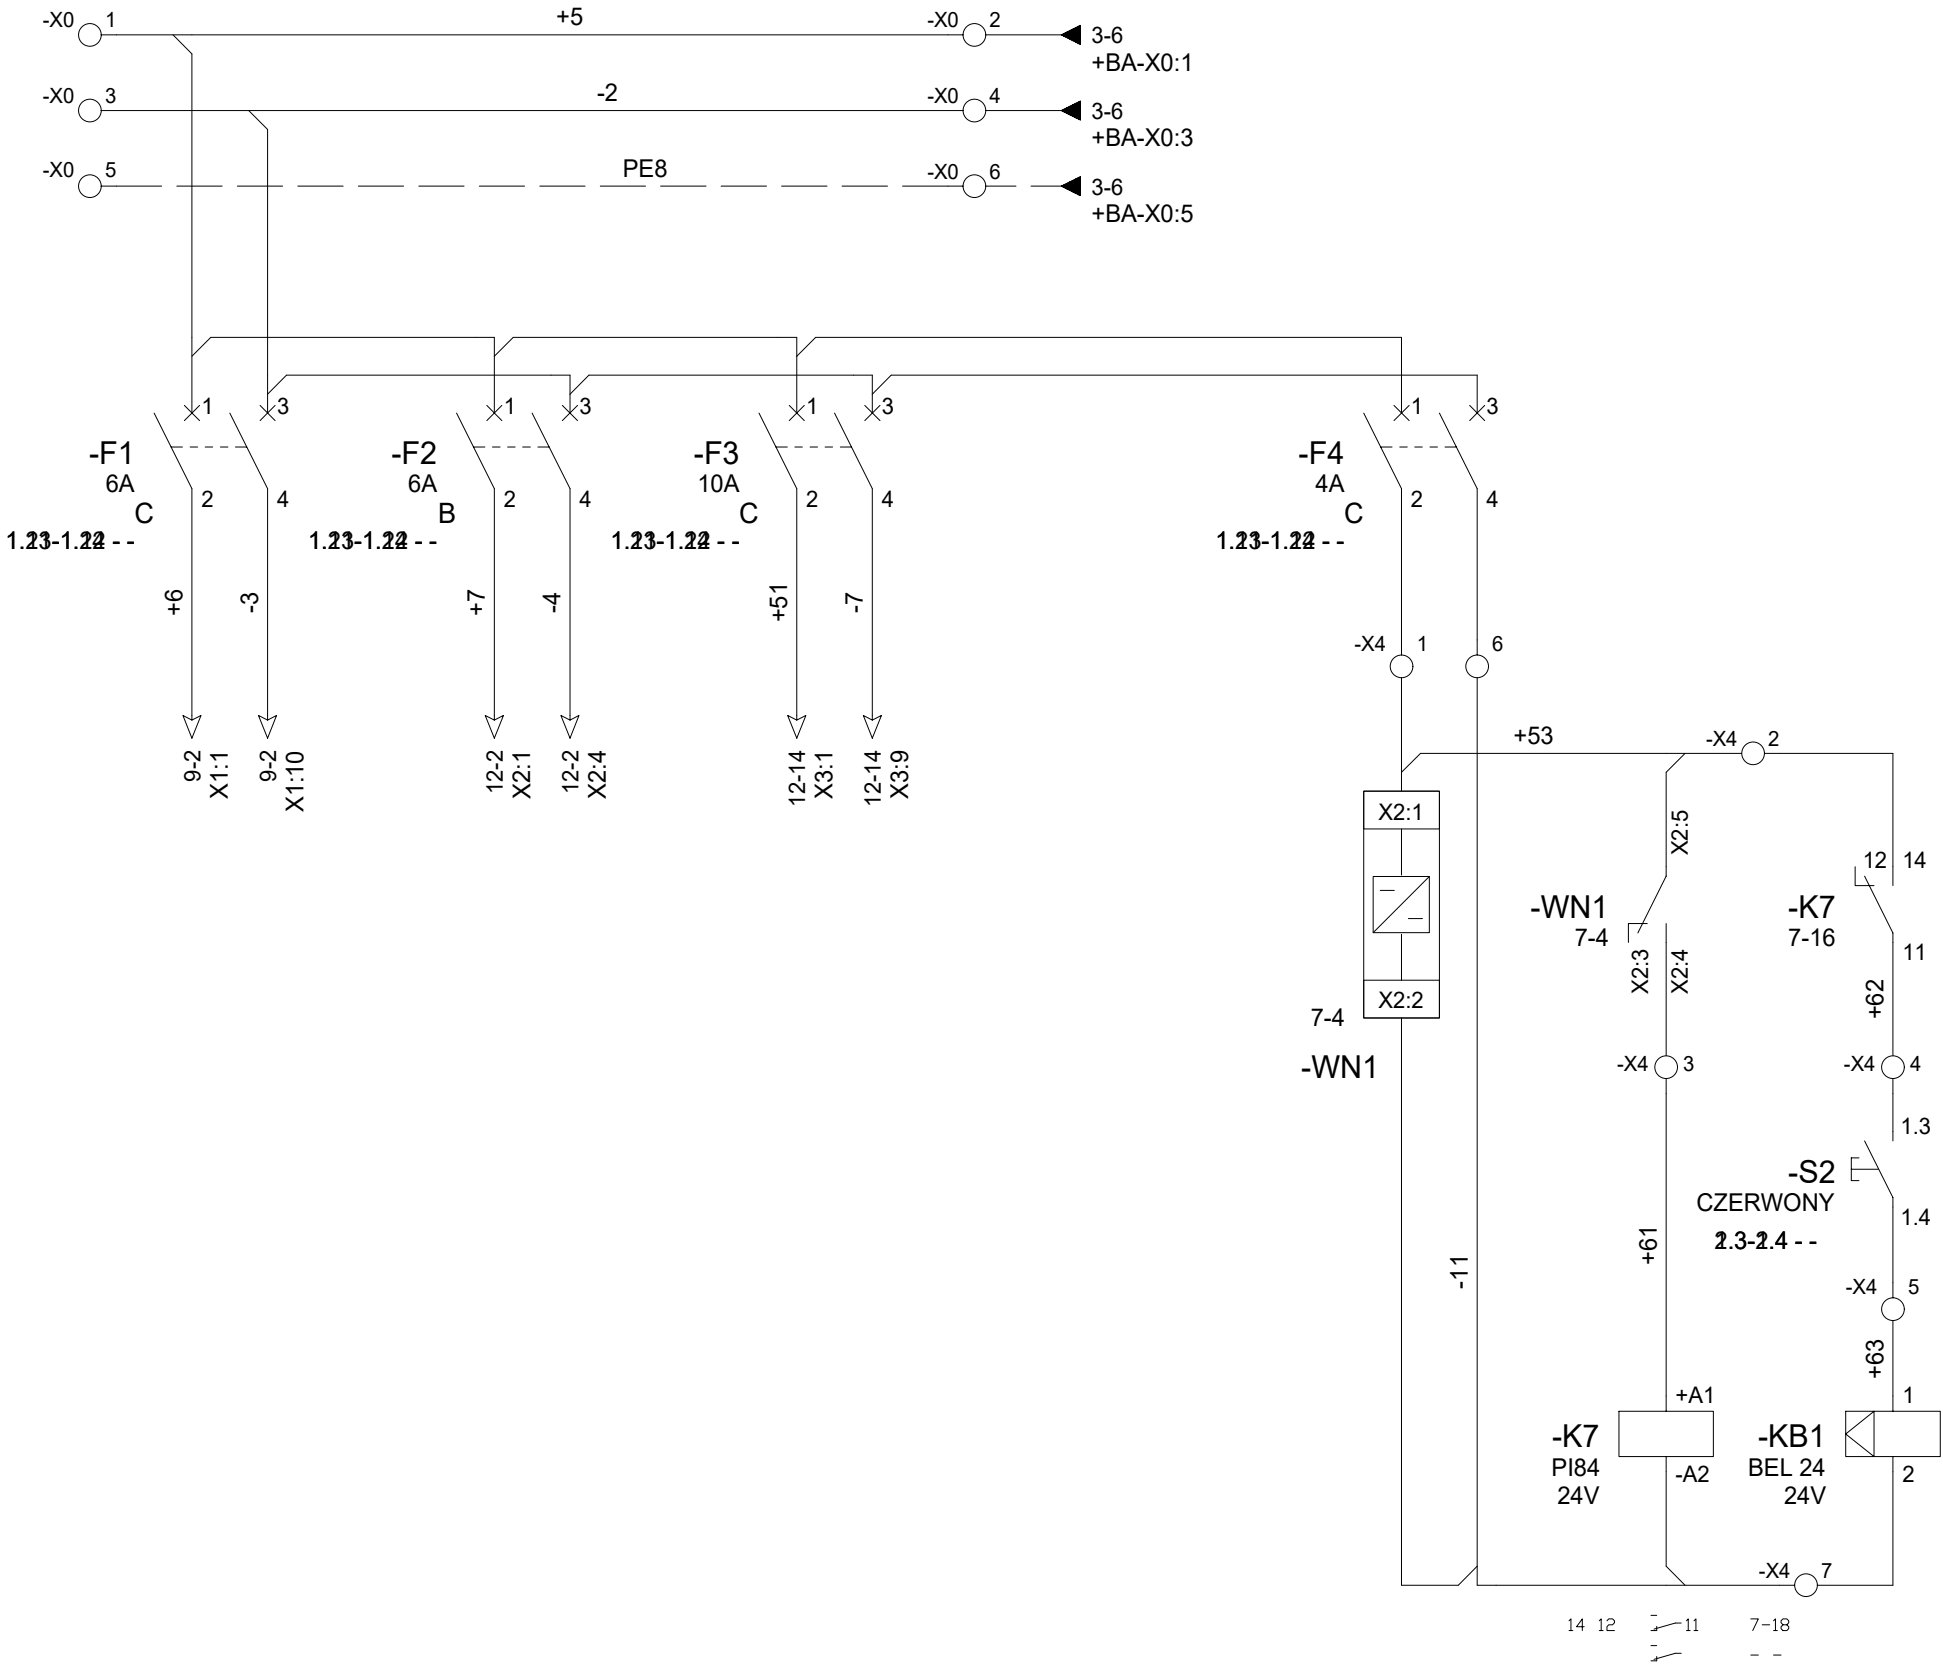 -X0 1 +5 -X0 2 3-6
+BA-X0:1
-X0 3 -2 -X0 4 3-6
+BA-X0:3
-X0 5 PE8 -X0 6 3-6
+BA-X0:5
1 3 1 3 1 3 1 3
-F1 -F2 -F3 -F4
6A 6A 10A 4A
2 4 2 4 2 4 2 4
C B C C
+6 -3 +7 -4 +51 -7
-X4 1 6
9-2 9-2 12-2 12-2 12-14 12-14
X1:1 X1:10 X2:1 X2:4 X3:1 X3:9
+53 -X4 2
X2:1
X2:5
12 14
-WN1 -K7
7-4 7-16
11
X2:3 X2:4
+62
X2:2
7-4
-WN1
-X4 3 -X4 4
1.3
-S2
CZERWONY
1.4
+61
-11
-X4 5
+63
+A1 1
-K7 -KB1
PI84 BEL 24
-A2 2
24V 24V
-X4 7
14 12 11 7-18
- -